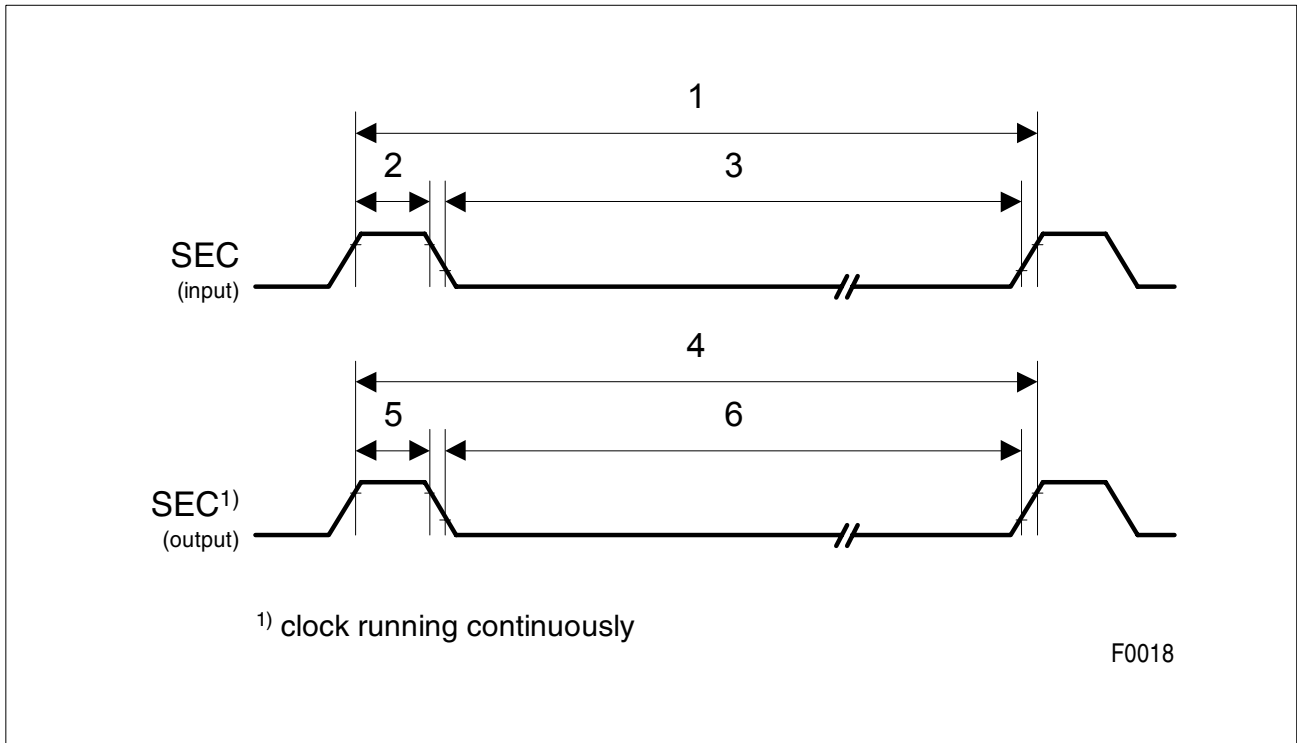 1
2 3
SEC
(input)
4
5 6
SEC1)
(output)
1) clock running continuously
F0018